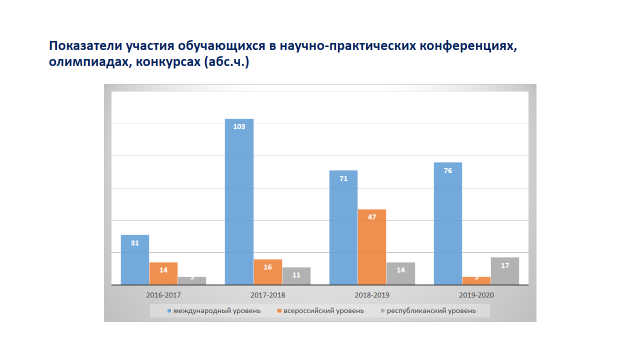 Показатели участия обучающихся в научно-практических конференциях,
олимпиадах, конкурсах (абс.ч.)
103
71
76
31
47
14
16
11
14
17
2016-2017
2017-2018
2018-2019
2019-2020
международный уровень
всероссийский уровень
республиканский уровень